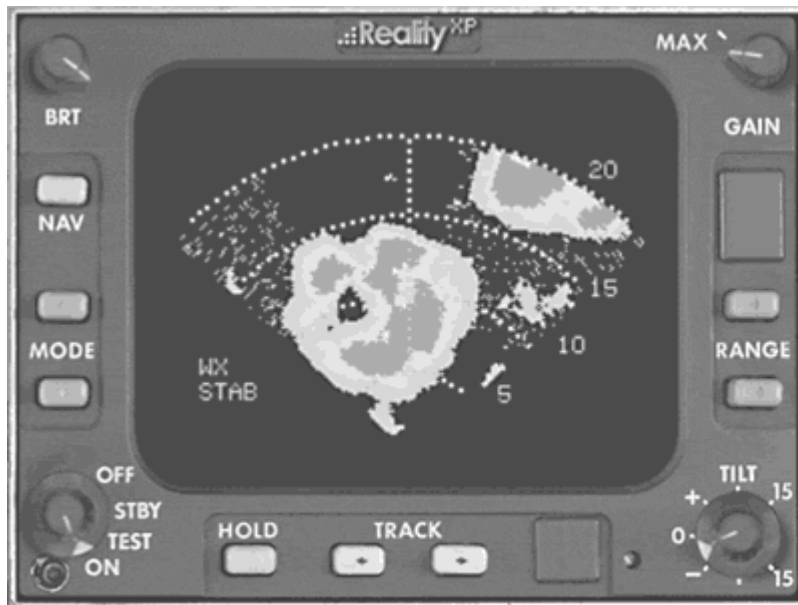 Reality XP
MAX
BRT
GAIN
20
NAV
15
MODE
10
RANGE
WX
STAB
5
OFF
TILT
STBY
+
15
HOLD
TRACK
TEST
0
ON
-
15